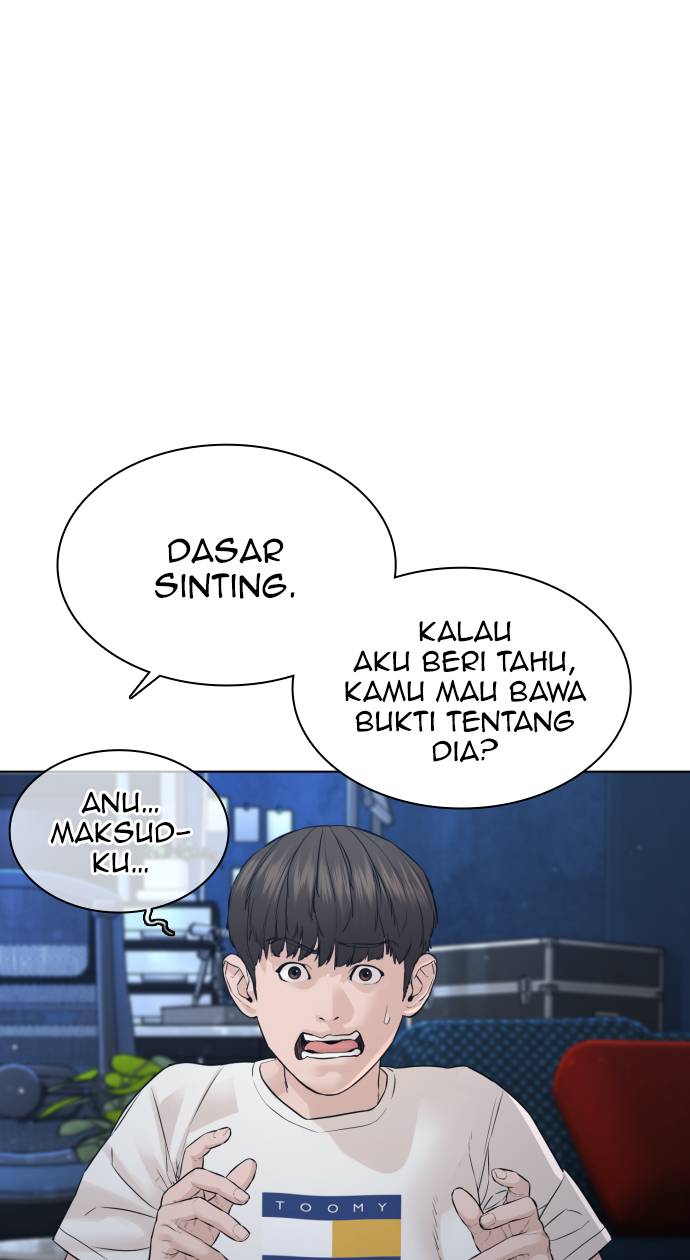 DASAR
SINTING.
KALAU
AKU BERI TAHU,
KAMU MAU BAWA
BUKTI TENTANG
DIA?
ANU...
MAKSUD-
KU...
TOOMY